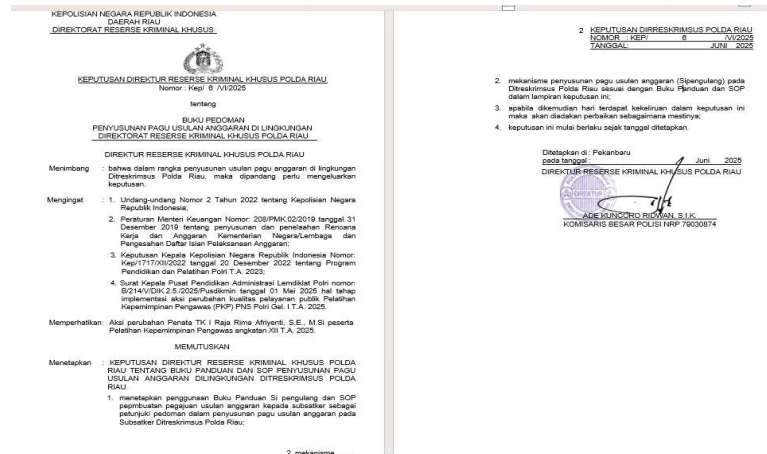 KEPOLISIAN NEGARA REPUBLIK INDONESIA
DAERAH RIAU
DIREKTORAT RESERSE KRIMINAL KHUSUS
KEPUTUSAN DIREKTUR RESERSE KRIMINAL KHUSUS POLDA RIAU
Nomor : Kep/ 6 /VI/2025
tentang
BUKU PEDOMAN
PENYUSUNAN PAGU USULAN ANGGARAN DI LINGKUNGAN
DIREKTORAT RESERSE KRIMINAL KHUSUS POLDA RIAU
DIREKTUR RESERSE KRIMINAL KHUSUS POLDA RIAU
Menimbang : bahwa dalam rangka penyusunan usulan pagu anggaran di lingkungan
Ditreskrimsus Polda Riau, maka dipandang perlu mengeluarkan
keputusan.
Mengingat : 1. Undang-undang Nomor 2 Tahun 2022 tentang Kepolisian Negara
Republik Indonesia;
2. Peraturan Menteri Keuangan Nomor: 208/PMK.02/2019 tanggal 31
Desember 2019 tentang penyusunan dan penelaahan Rencana
Kerja dan Anggaran Kementerian Negara/Lembaga dan
Pengesahan Daftar Isian Pelaksanaan Anggaran;
3. Keputusan Kepala Kepolisian Negara Republik Indonesia Nomor:
Kep/1717/XII/2022 tanggal 20 Desember 2022 tentang Program
Pendidikan dan Pelatihan Polri T.A. 2023;
4. Surat Kepala Pusat Pendidikan Administrasi Lemdiklat Polri nomor:
B/214/V/DIK.2.5./2025/Pusdikmin tanggal 01 Mei 2025 hal tahap
implementasi aksi perubahan kualitas pelayanan publik Pelatihan
Kepemimpinan Pengawas (PKP) PNS Polri Gel. I T.A. 2025.
Memperhatikan: Aksi perubahan Penata TK I Raja Rima Afriyenti, S.E., M.Si peserta
Pelatihan Kepemimpinan Pengawas angkatan XII T.A. 2025.
MEMUTUSKAN
Menetapkan : KEPUTUSAN DIREKTUR RESERSE KRIMINAL KHUSUS POLDA
RIAU TENTANG BUKU PANDUAN DAN SOP PENYUSUNAN PAGU
USULAN ANGGARAN DILINGKUNGAN DITRESKRIMSUS POLDA
RIAU.
1. menetapkan penggunaan Buku Panduan Si pengulang dan SOP
pepmbuatan pegajuan usulan anggaran kepada subsatker sebagai
petunjuk/ pedoman dalam penyusunan pagu usulan anggaran pada
Subsatker Ditreskrimsus Polda Riau;
2. mekanisme
2 KEPUTUSAN DIRRESKRIMSUS POLDA RIAU
NOMOR : KEP/ 6 /VI/2025
TANGGAL: JUNI 2025
2. mekanisme penyusunan pagu usulan anggaran (Sipengulang) pada
Ditreskrimsus Polda Riau sesuai dengan Buku Panduan dan SOP
dalam lampiran keputusan ini;
3. apabila dikemudian hari terdapat kekeliruan dalam keputusan ini
maka akan diadakan perbaikan sebagaimana mestinya;
4. keputusan ini mulai berlaku sejak tanggal ditetapkan.
Ditetapkan di : Pekanbaru
pada tanggal : Juni 2025
DIREKTUR RESERSE KRIMINAL KHUSUS POLDA RIAU
DIREKTUR
ADE KUNCORO RIDWAN, S.I.K.
KOMISARIS BESAR POLISI NRP 79030874